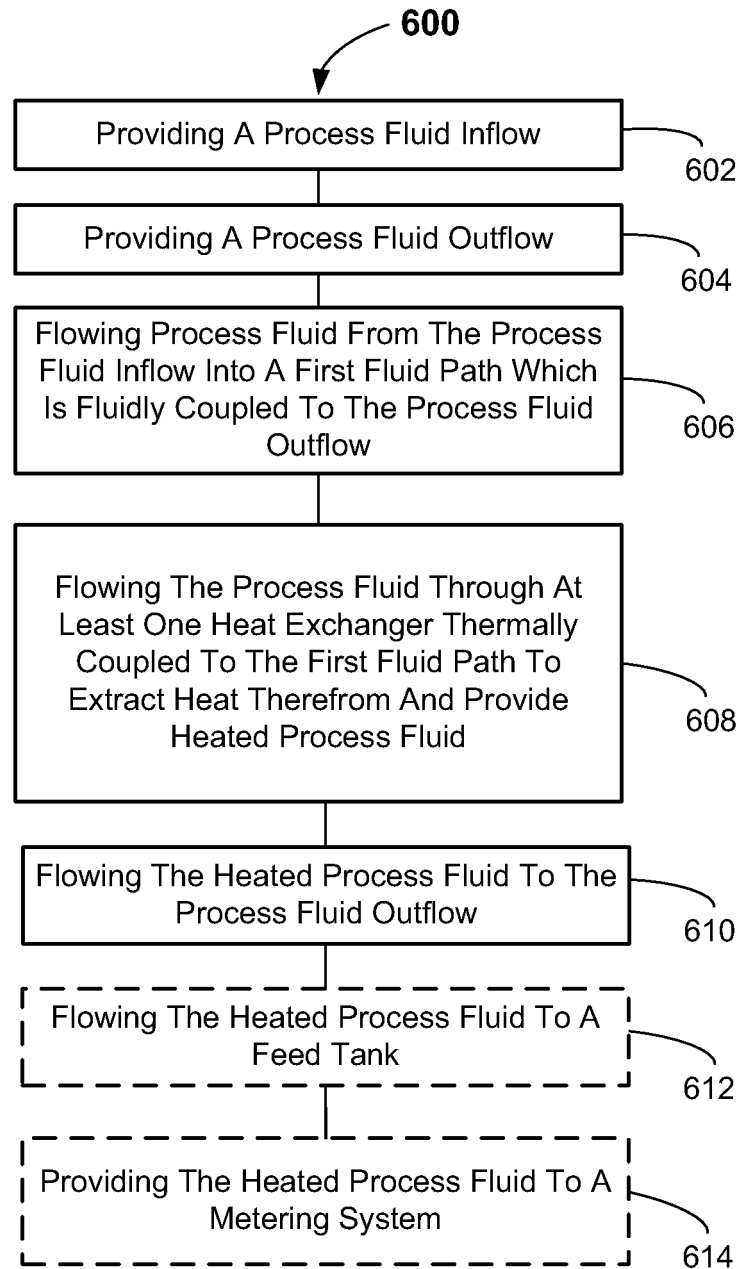 600
Providing A Process Fluid Inflow
602
Providing A Process Fluid Outflow
604
Flowing Process Fluid From The Process
Fluid Inflow Into A First Fluid Path Which
Is Fluidly Coupled To The Process Fluid
Outflow
606
Flowing The Process Fluid Through At
Least One Heat Exchanger Thermally
Coupled To The First Fluid Path To
Extract Heat Therefrom And Provide
Heated Process Fluid
608
Flowing The Heated Process Fluid To The
Process Fluid Outflow
610
Flowing The Heated Process Fluid To A
Feed Tank
612
Providing The Heated Process Fluid To A
Metering System
614